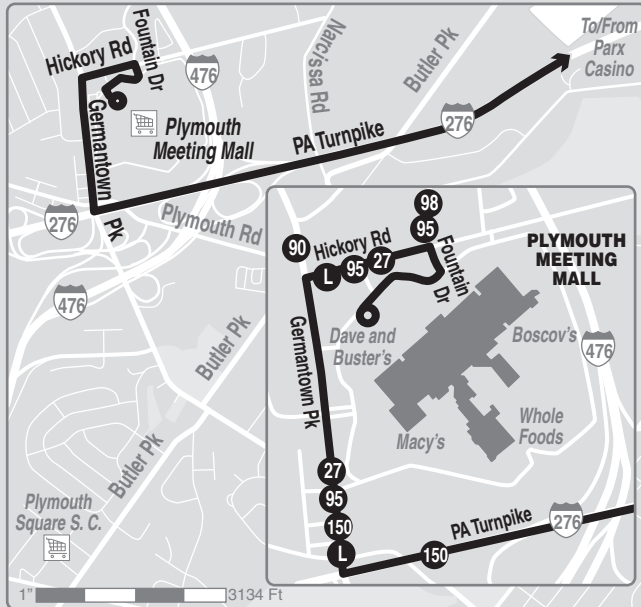 Hickory Rd
Fountain Dr
476
Narcissa Rd
Butler Pk
To/From
Parx
Casino
Plymouth
Meeting Mall
Germantown
Pk
PA Turnpike
276
276
Plymouth Rd
476
Butler Pk
Butler Pk
Plymouth
Square S. C.
1"
3134 Ft
98
95
90
Hickory Rd
L
95
27
Fountain
Dr
PLYMOUTH
MEETING
MALL
Germantown Pk
Dave and
Buster's
Boscov's
476
Macy's
Whole
Foods
27
95
150
L
150
PA Turnpike
276